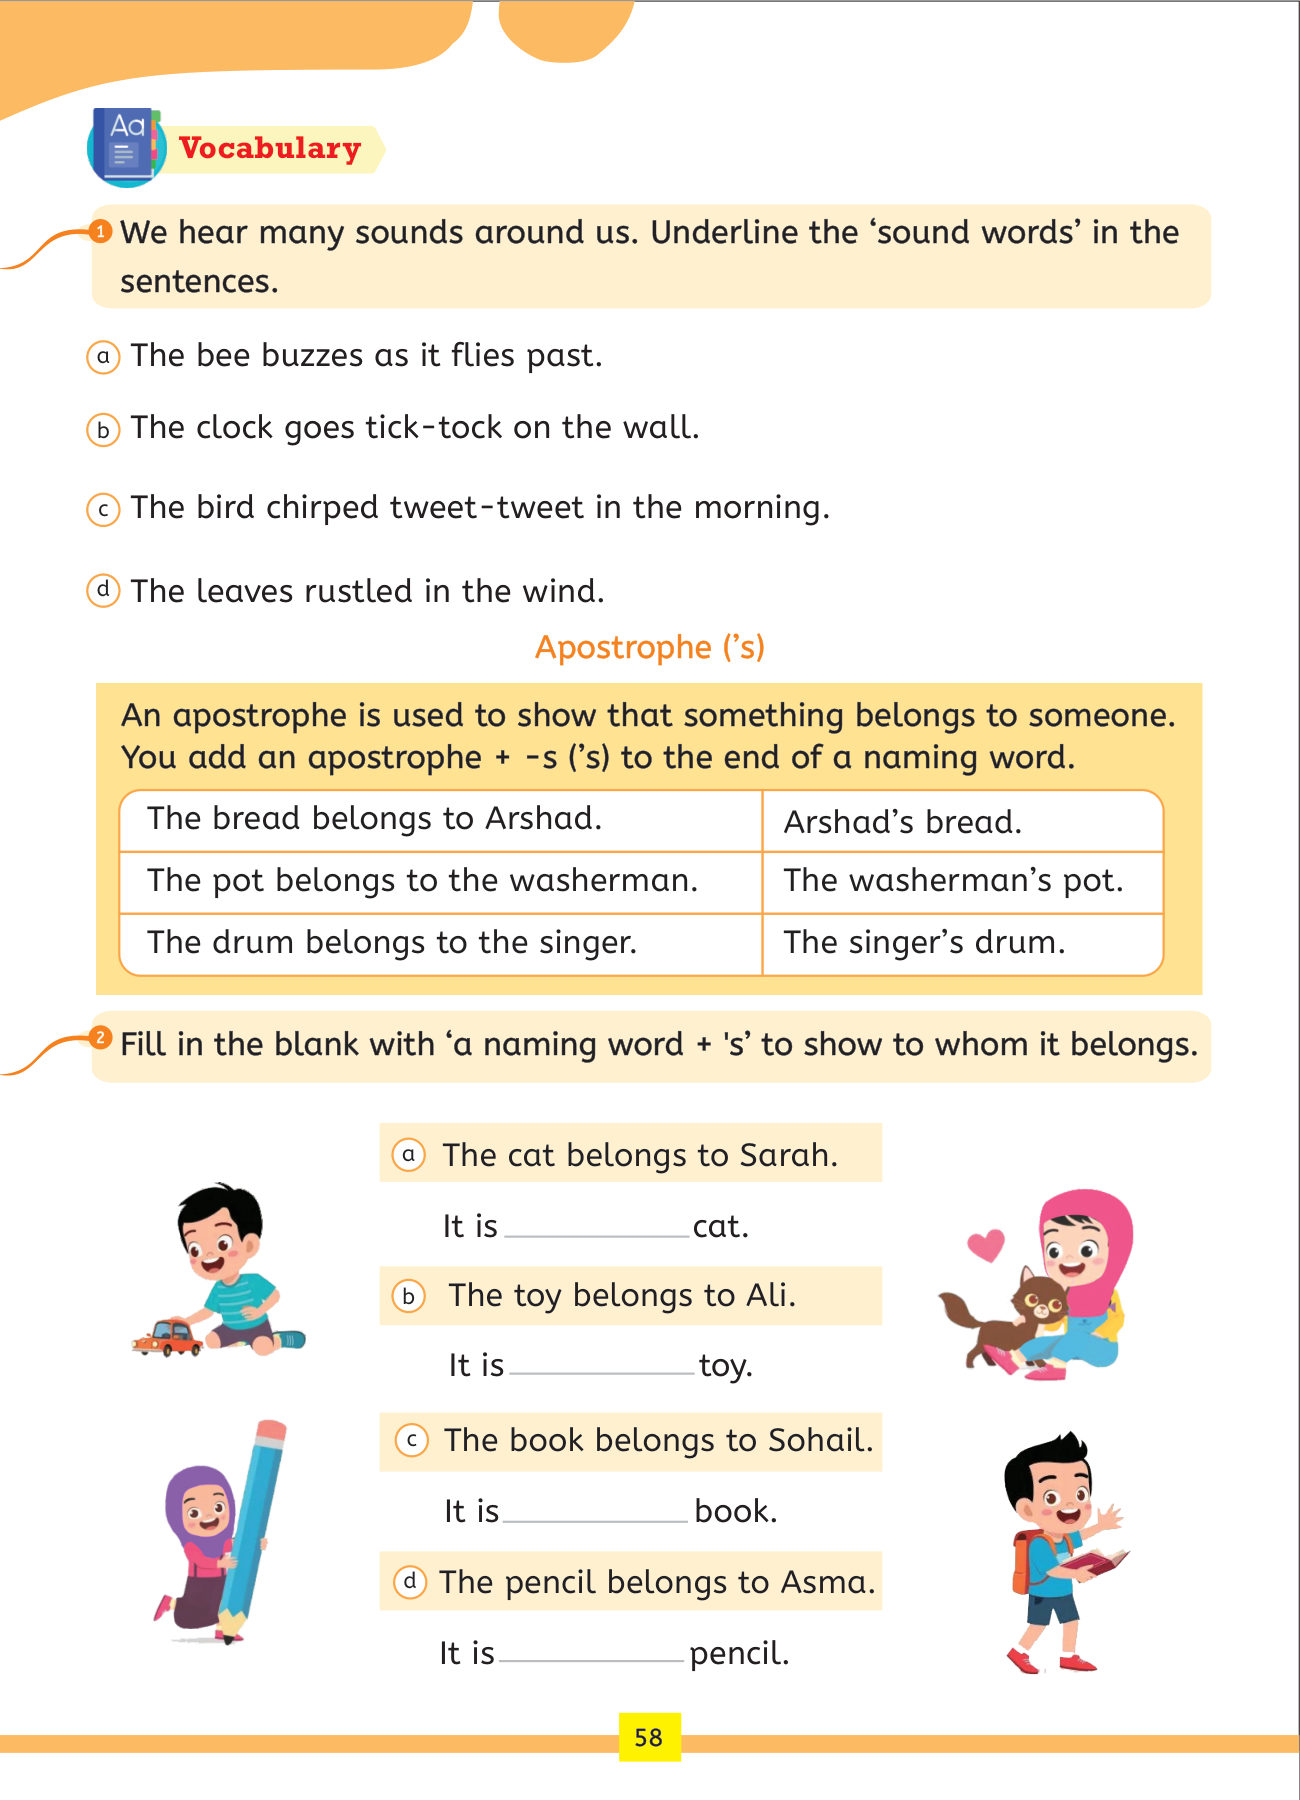 Aa
Vocabulary
1 We hear many sounds around us. Underline the ‘sound words’ in the
sentences.
a The bee buzzes as it flies past.
b The clock goes tick-tock on the wall.
c The bird chirped tweet-tweet in the morning.
d The leaves rustled in the wind.
Apostrophe (’s)
An apostrophe is used to show that something belongs to someone.
You add an apostrophe + -s (’s) to the end of a naming word.
The bread belongs to Arshad. Arshad’s bread.
The pot belongs to the washerman. The washerman’s pot.
The drum belongs to the singer. The singer’s drum.
2 Fill in the blank with ‘a naming word + 's’ to show to whom it belongs.
a The cat belongs to Sarah.
It is ____________ cat.
b The toy belongs to Ali.
It is ____________ toy.
c The book belongs to Sohail.
It is ____________ book.
d The pencil belongs to Asma.
It is ____________ pencil.
58